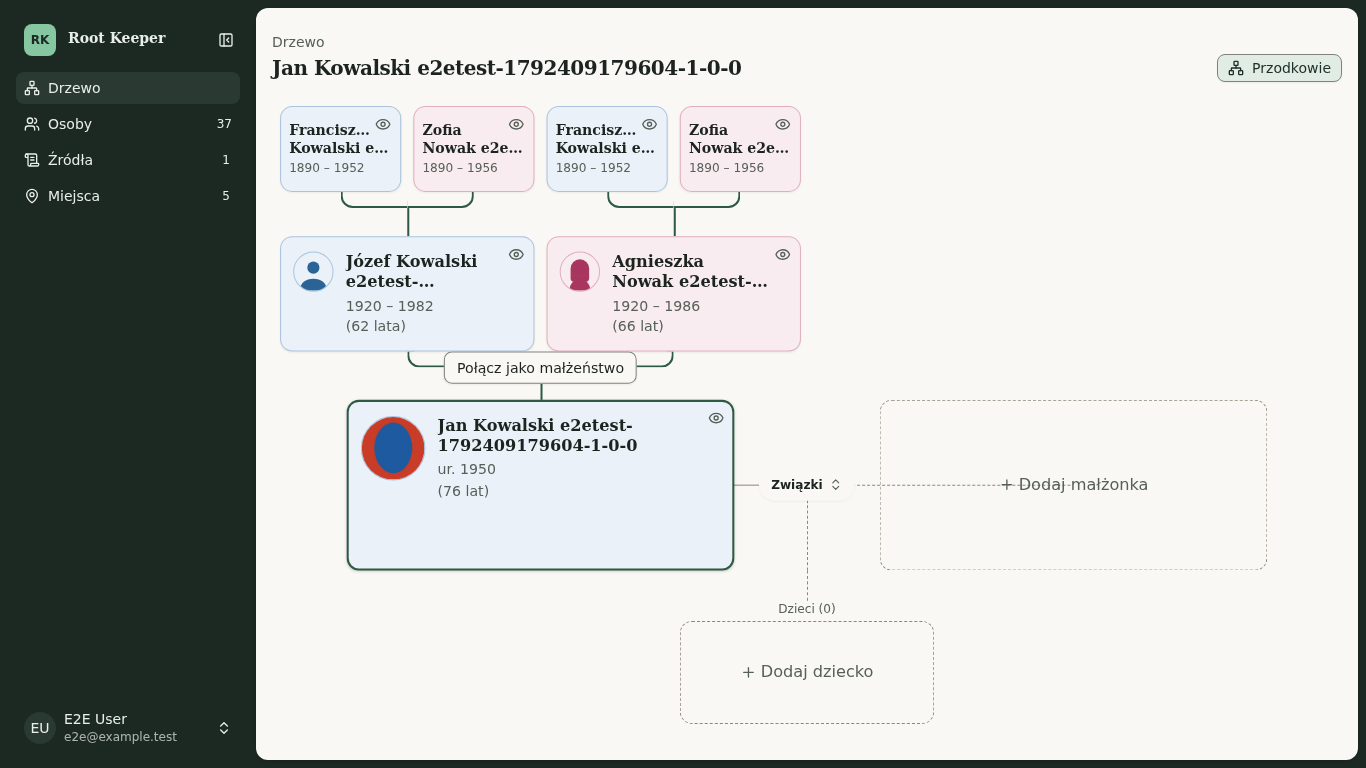 RK
Root Keeper
Drzewo
Osoby
37
Źródła
1
Miejsca
5
EU
E2E User
e2e@example.test
Drzewo
Jan Kowalski e2etest-1792409179604-1-0-0
Przodkowie
Francisz...
Kowalski e...
1890 – 1952
Zofia
Nowak e2e...
1890 – 1956
Francisz...
Kowalski e...
1890 – 1952
Zofia
Nowak e2e...
1890 – 1956
Józef Kowalski
e2etest-...
1920 – 1982
(62 lata)
Agnieszka
Nowak e2etest-...
1920 – 1986
(66 lat)
Połącz jako małżeństwo
Jan Kowalski e2etest-
1792409179604-1-0-0
ur. 1950
(76 lat)
Związki
+ Dodaj małżonka
Dzieci (0)
+ Dodaj dziecko